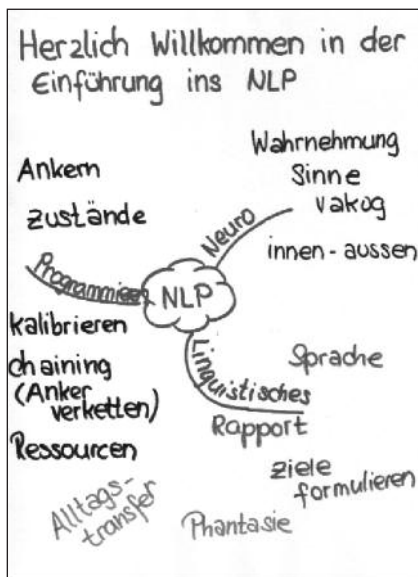 Herzlich Willkommen in der
Einführung ins NLP
Wahrnehmung
Sinne
vakog
innen - aussen
Neuro
Ankern
Zustände
Programmieren
NLP
kalibrieren
chaining
(Anker
verketten)
Ressourcen
Linguistisches
Sprache
Rapport
Ziele
formulieren
Alltags-
transfer
Phantasie